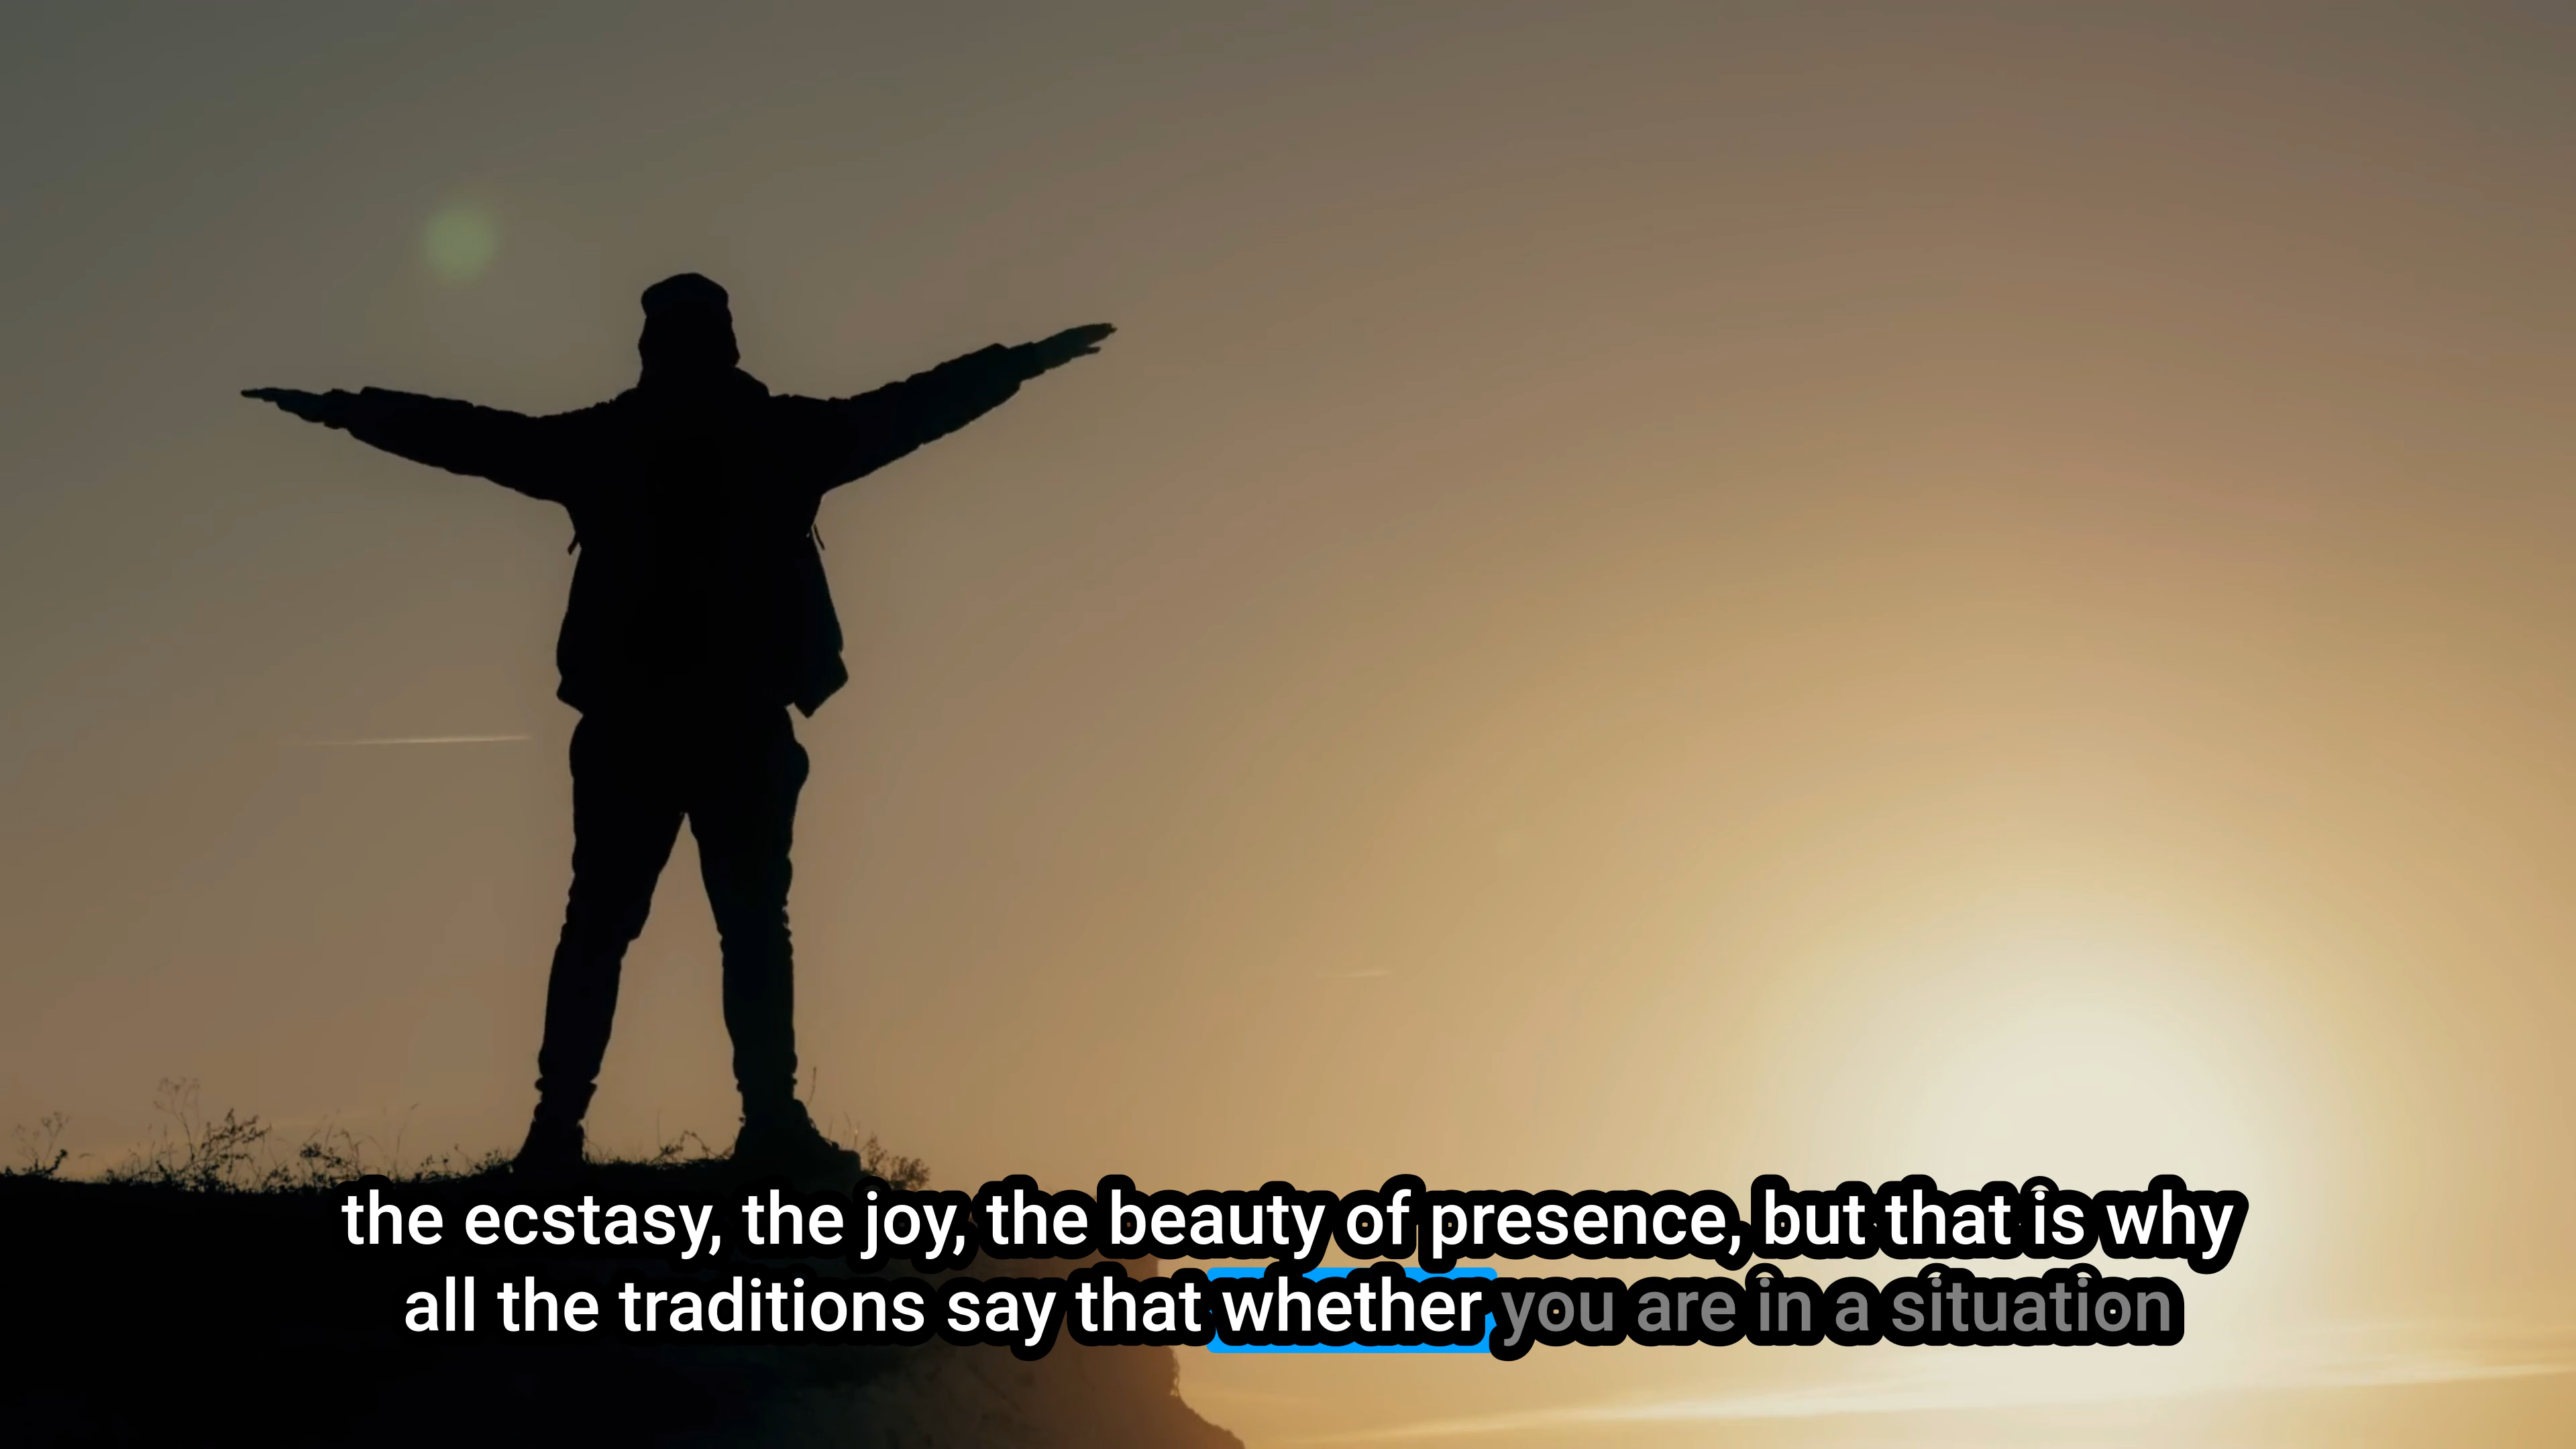 the ecstasy, the joy, the beauty of presence, but that is why
all the traditions say that whether you are in a situation